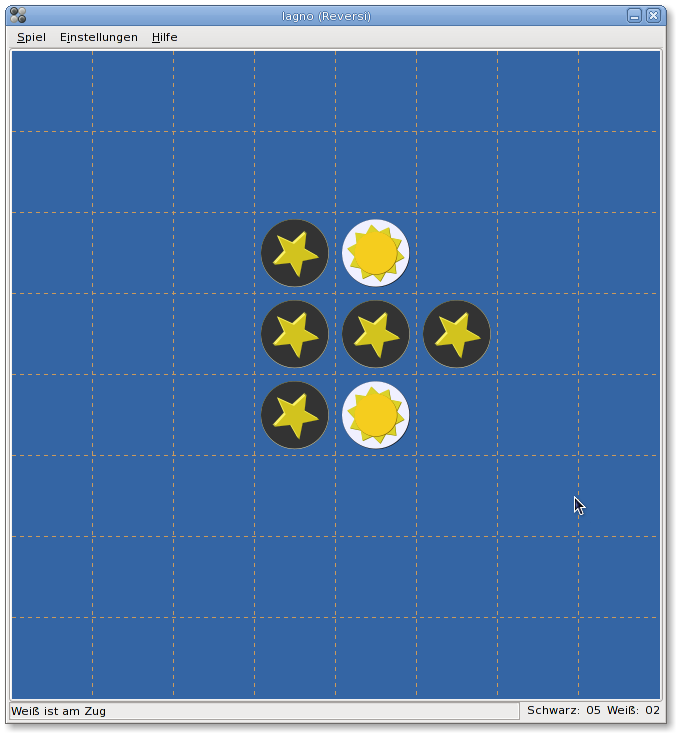 Iagno (Reversi)
Spiel Einstellungen Hilfe
Weiß ist am Zug
Schwarz: 05 Weiß: 02